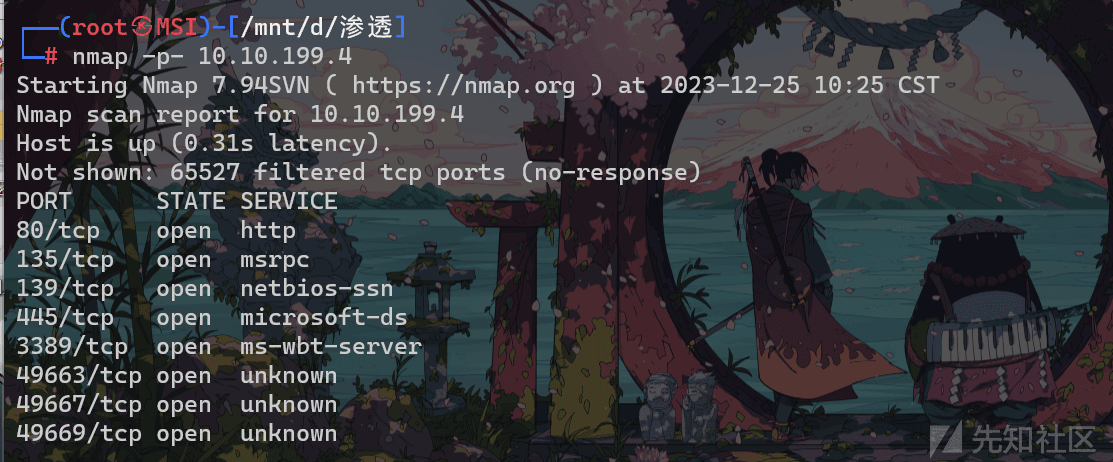 ┌──(root㉿MSI)-[/mnt/d/渗透]
└─# nmap -p- 10.10.199.4
Starting Nmap 7.94SVN ( https://nmap.org ) at 2023-12-25 10:25 CST
Nmap scan report for 10.10.199.4
Host is up (0.31s latency).
Not shown: 65527 filtered tcp ports (no-response)
PORT      STATE SERVICE
80/tcp    open  http
135/tcp   open  msrpc
139/tcp   open  netbios-ssn
445/tcp   open  microsoft-ds
3389/tcp  open  ms-wbt-server
49663/tcp open  unknown
49667/tcp open  unknown
49669/tcp open  unknown
先知社区